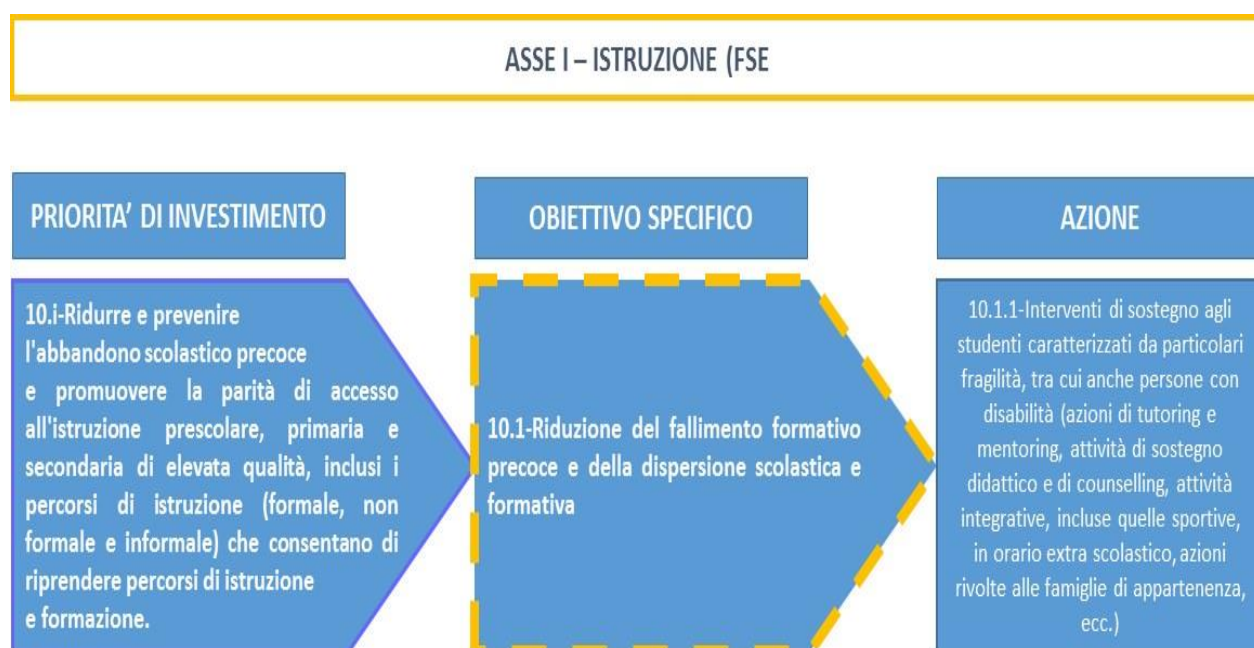 ASSE I – ISTRUZIONE (FSE
PRIORITA’ DI INVESTIMENTO
10.i-Ridurre e prevenire
l'abbandono scolastico precoce
e promuovere la parità di accesso
all'istruzione prescolare, primaria e
secondaria di elevata qualità, inclusi i
percorsi di istruzione (formale, non
formale e informale) che consentano di
riprendere percorsi di istruzione
e formazione.
OBIETTIVO SPECIFICO
10.1-Riduzione del fallimento formativo
precoce e della dispersione scolastica e
formativa
AZIONE
10.1.1-Interventi di sostegno agli
studenti caratterizzati da particolari
fragilità, tra cui anche persone con
disabilità (azioni di tutoring e
mentoring, attività di sostegno
didattico e di counselling, attività
integrative, incluse quelle sportive,
in orario extra scolastico, azioni
rivolte alle famiglie di appartenenza,
ecc.)